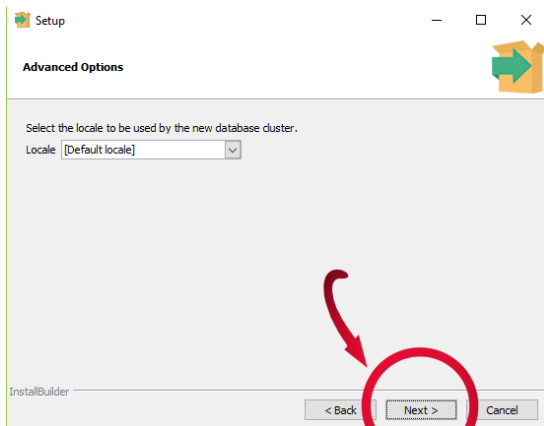 Setup
Advanced Options
Select the locale to be used by the new database cluster.
Locale [Default locale]
InstallBuilder
< Back Next > Cancel